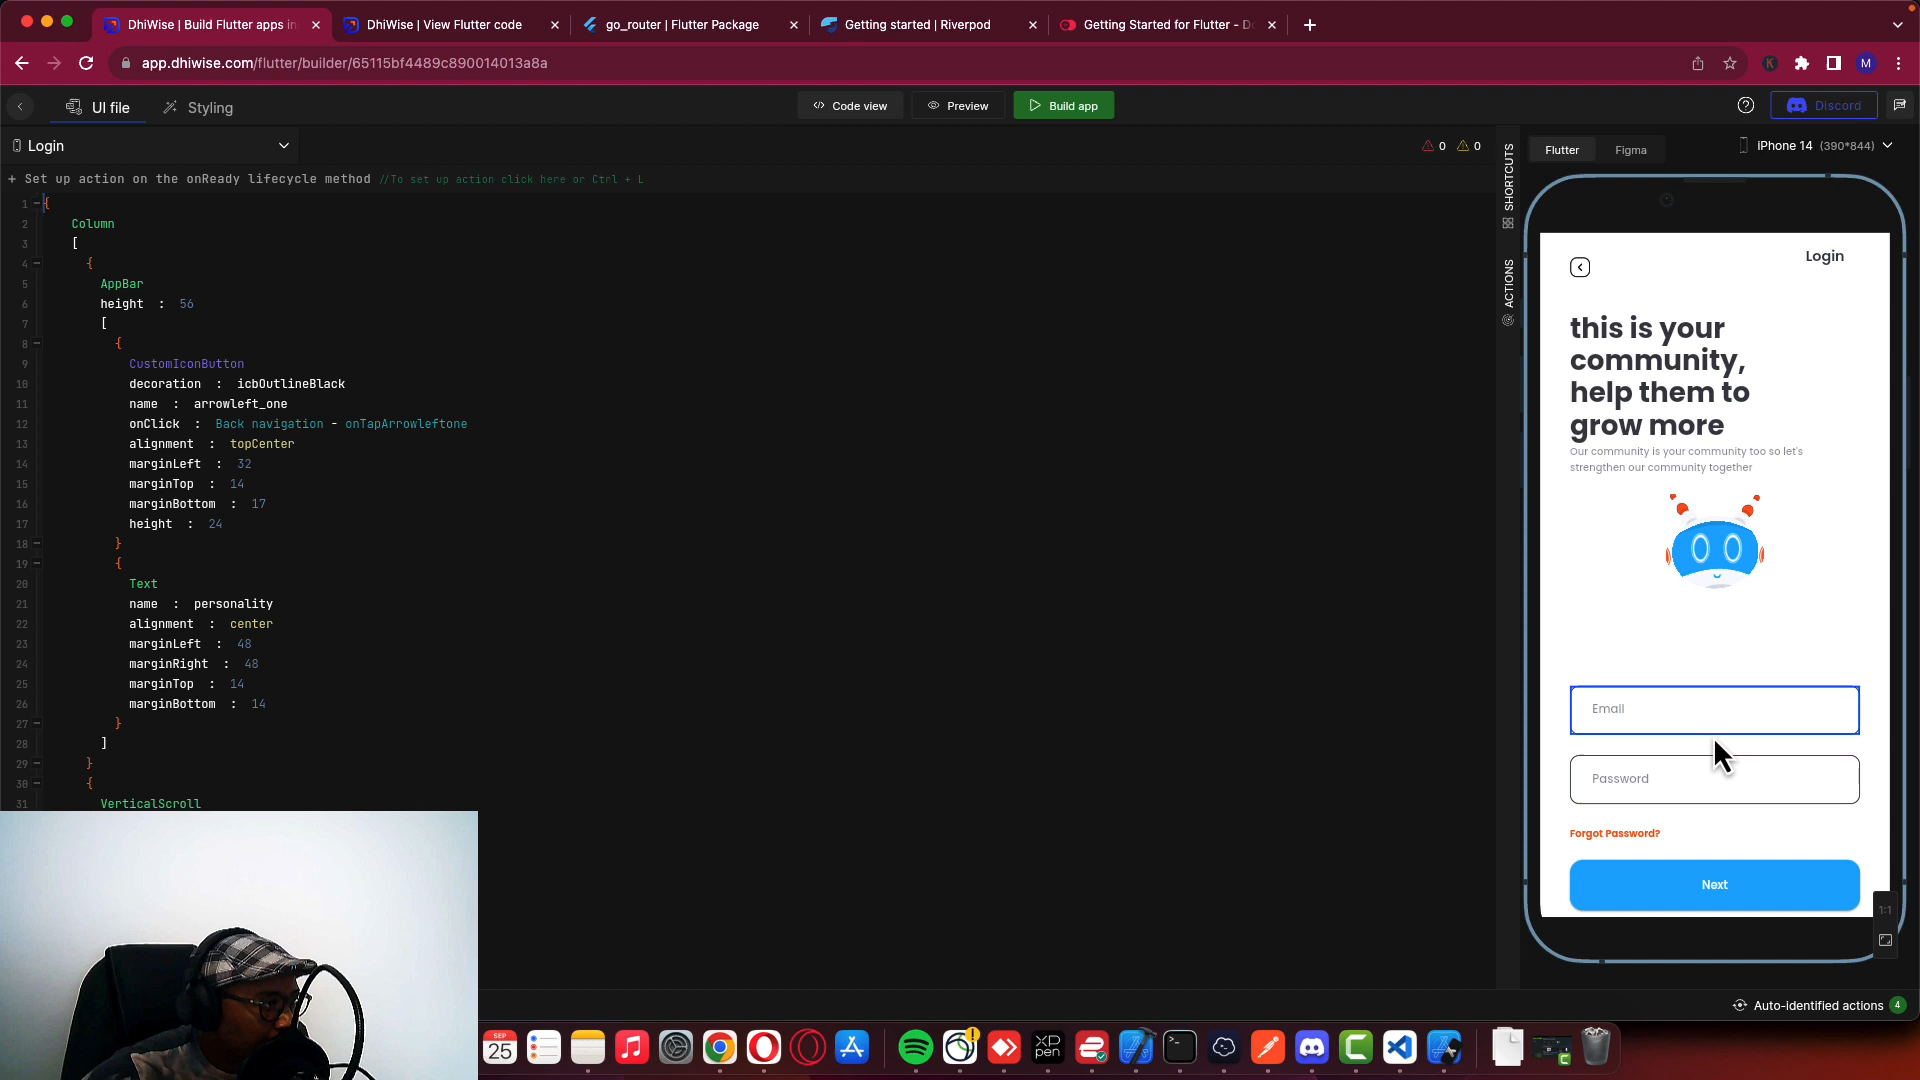 DhiWise | Build Flutter apps in
DhiWise | View Flutter code
go_router | Flutter Package
Getting started | Riverpod
Getting Started for Flutter - Do
app.dhiwise.com/flutter/builder/65115bf4489c890014013a8a
K
M
UI file
Styling
Code view
Preview
Build app
Discord
Login
0
0
+ Set up action on the onReady lifecycle method //To set up action click here or Ctrl + L
1 {
2 Column
3 [
4 {
5 AppBar
6 height : 56
7 [
8 {
9 CustomIconButton
10 decoration : icbOutlineBlack
11 name : arrowleft_one
12 onClick : Back navigation - onTapArrowleftone
13 alignment : topCenter
14 marginLeft : 32
15 marginTop : 14
16 marginBottom : 17
17 height : 24
18 }
19 {
20 Text
21 name : personality
22 alignment : center
23 marginLeft : 48
24 marginRight : 48
25 marginTop : 14
26 marginBottom : 14
27 }
28 ]
29 }
30 {
31 VerticalScroll
SHORTCUTS
ACTIONS
Flutter
Figma
iPhone 14 (390*844)
Login
this is your
community,
help them to
grow more
Our community is your community too so let's
strengthen our community together
Email
Password
Forgot Password?
Next
1:1
Auto-identified actions 4
SEP
25
XP
pen